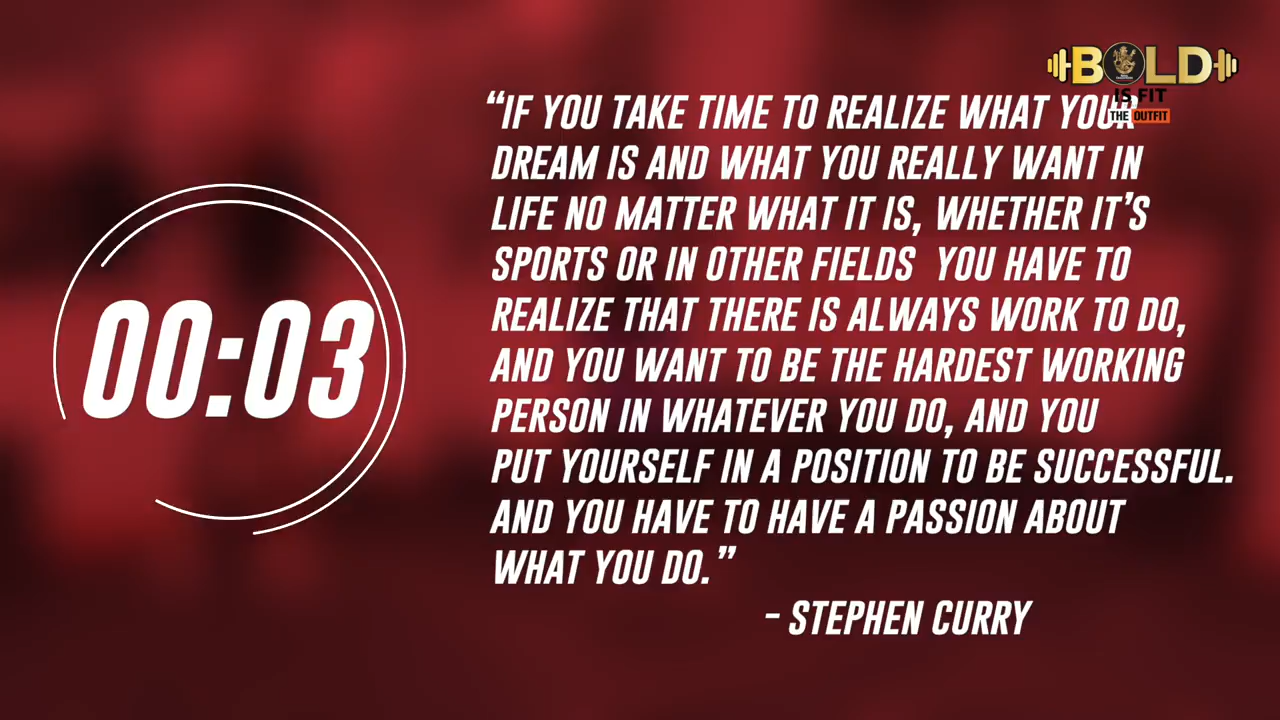 BOLD
IS FIT
THE OUTFIT
“IF YOU TAKE TIME TO REALIZE WHAT YOUR
DREAM IS AND WHAT YOU REALLY WANT IN
LIFE NO MATTER WHAT IT IS, WHETHER IT’S
SPORTS OR IN OTHER FIELDS  YOU HAVE TO
REALIZE THAT THERE IS ALWAYS WORK TO DO,
AND YOU WANT TO BE THE HARDEST WORKING
PERSON IN WHATEVER YOU DO, AND YOU
PUT YOURSELF IN A POSITION TO BE SUCCESSFUL.
AND YOU HAVE TO HAVE A PASSION ABOUT
WHAT YOU DO.”
- STEPHEN CURRY
00:03